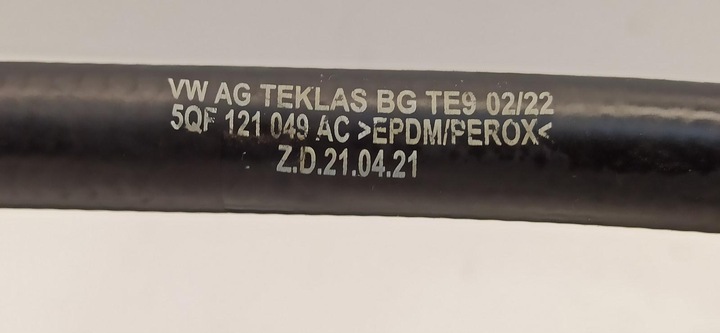 VW AG TEKLAS BG TE9 02/22
5QF 121 049 AC >EPDM/PEROX<
Z.D.21.04.21